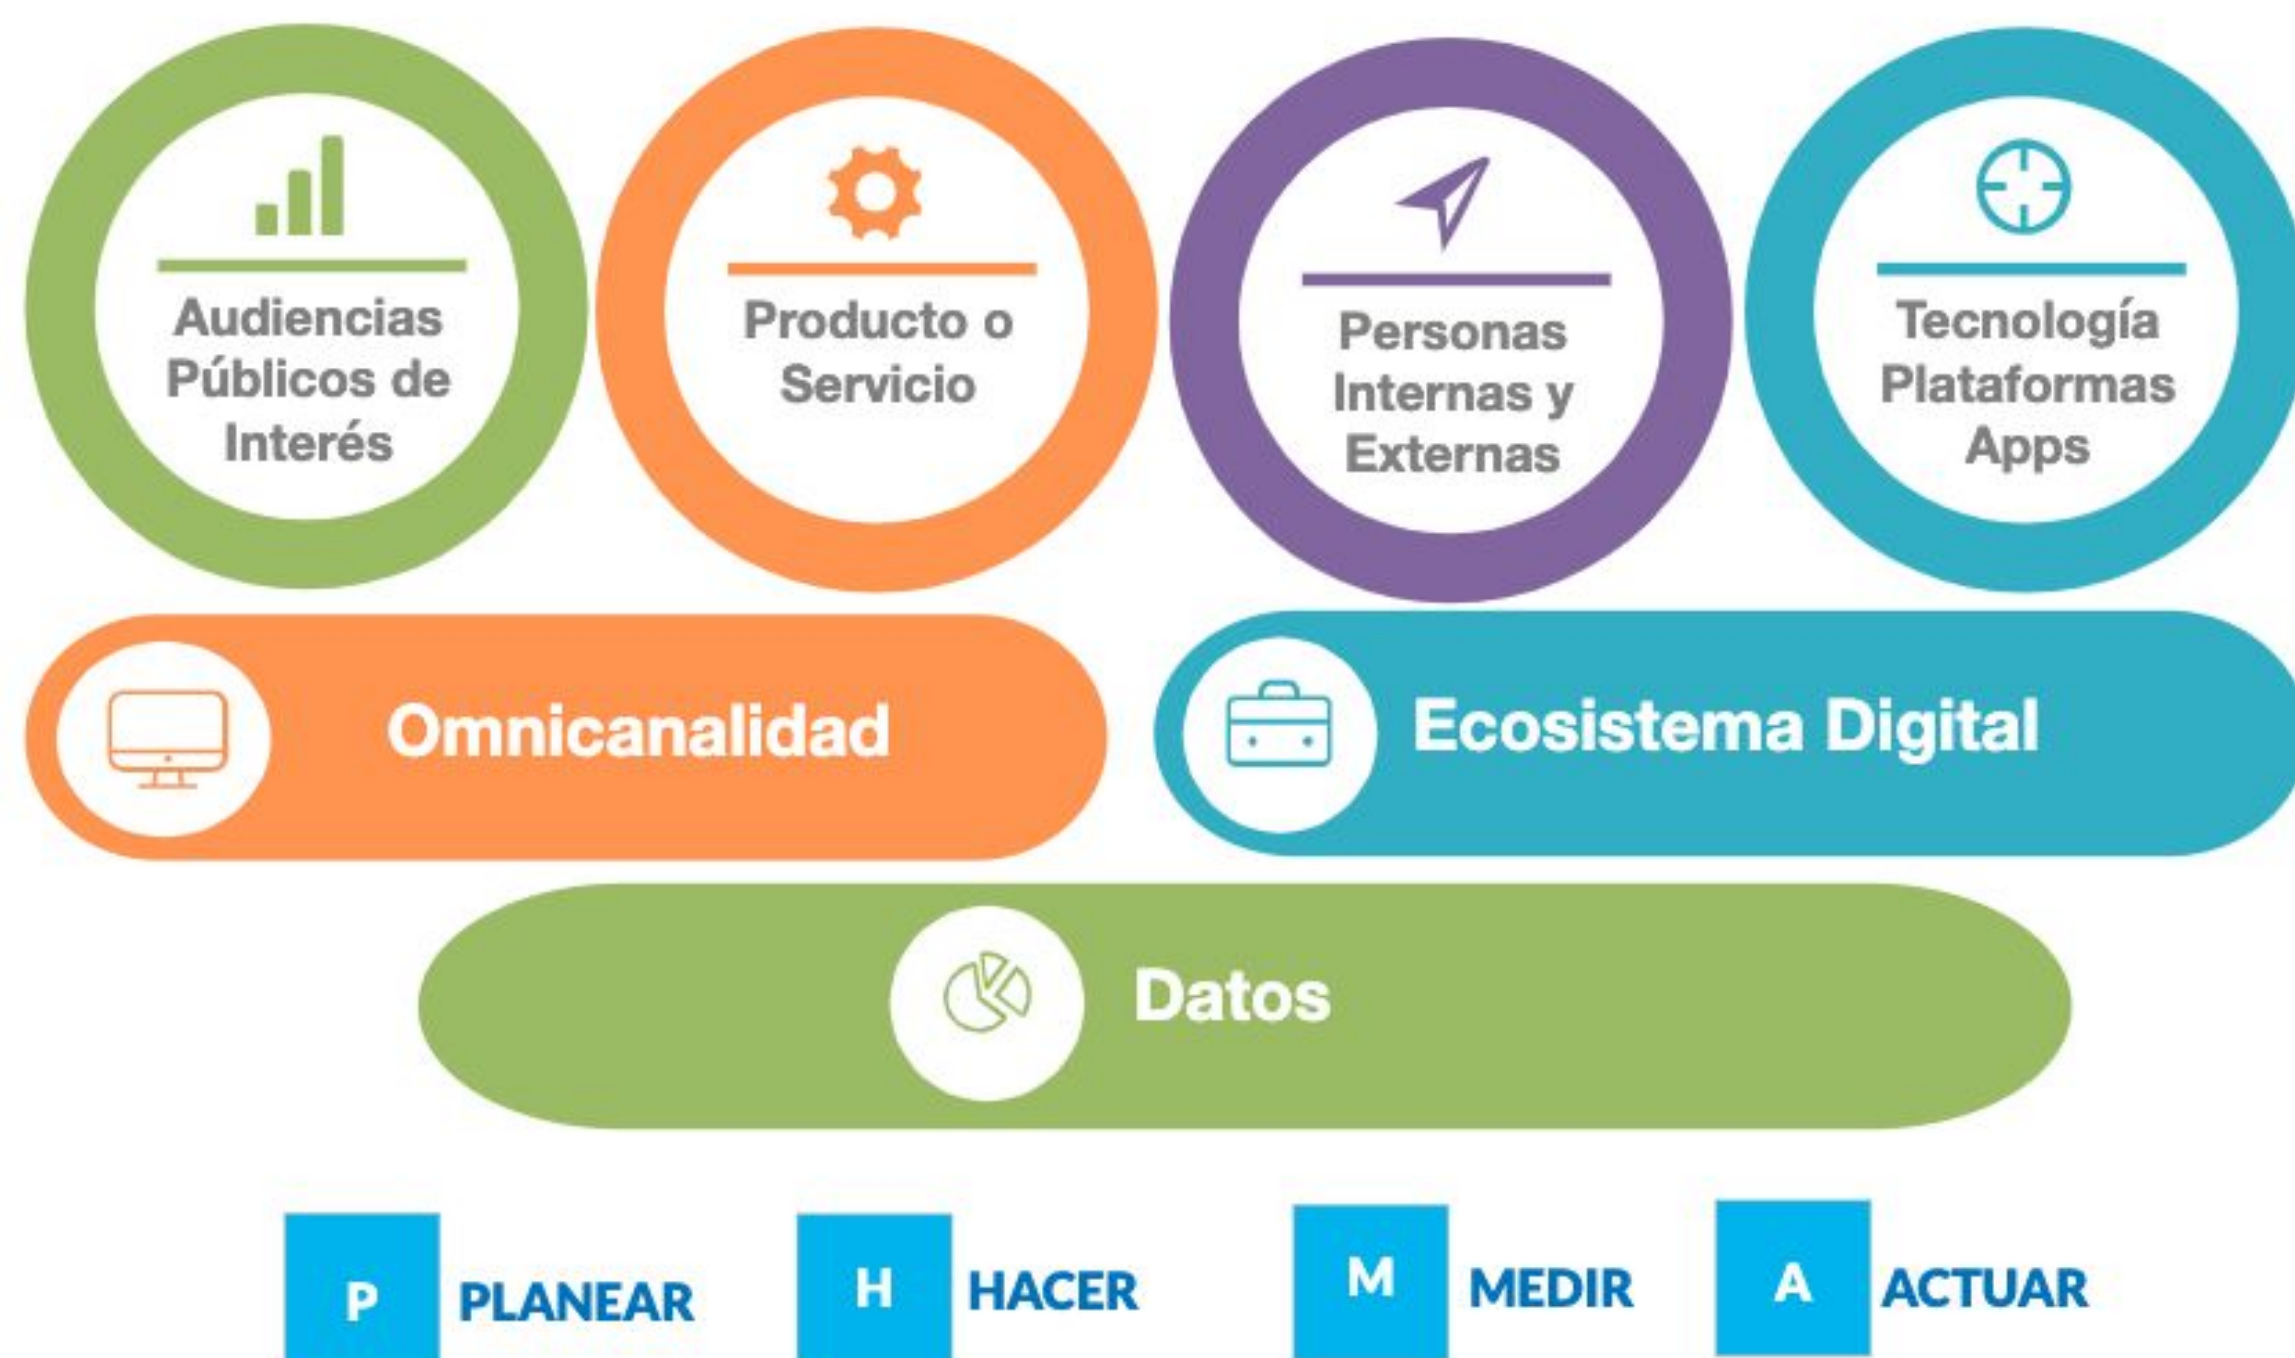 Audiencias
Públicos de
Interés
Producto o
Servicio
Personas
Internas y
Externas
Tecnología
Plataformas
Apps
Omnicanalidad
Ecosistema Digital
Datos
P PLANEAR
H HACER
M MEDIR
A ACTUAR